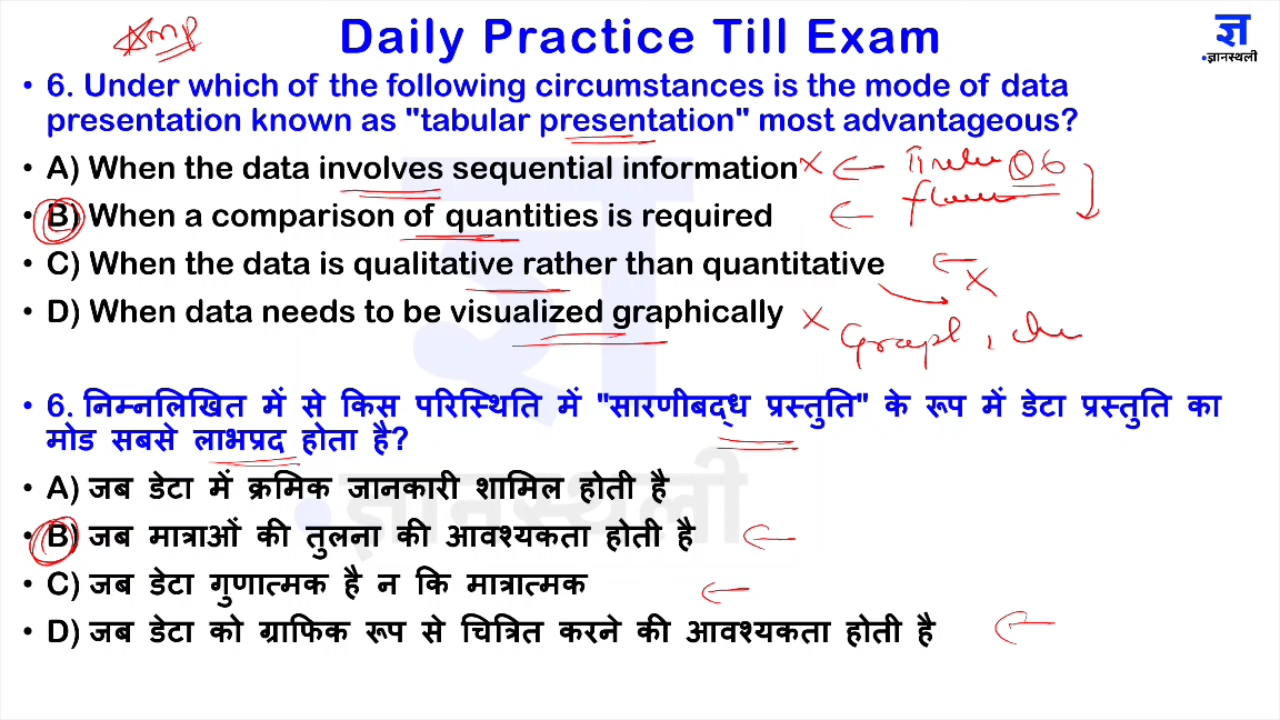 Imp
Daily Practice Till Exam
ज्ञ
ज्ञानस्थली
• 6. Under which of the following circumstances is the mode of data
presentation known as "tabular presentation" most advantageous?
• A) When the data involves sequential information
• B) When a comparison of quantities is required
• C) When the data is qualitative rather than quantitative
• D) When data needs to be visualized graphically
Graph,
• 6. निम्नलिखित में से किस परिस्थिति में "सारणीबद्ध प्रस्तुति" के रूप में डेटा प्रस्तुति का
मोड सबसे लाभप्रद होता है?
• A) जब डेटा में क्रमिक जानकारी शामिल होती है
• B) जब मात्राओं की तुलना की आवश्यकता होती है
• C) जब डेटा गुणात्मक है न कि मात्रात्मक
• D) जब डेटा को ग्राफिक रूप से चित्रित करने की आवश्यकता होती है